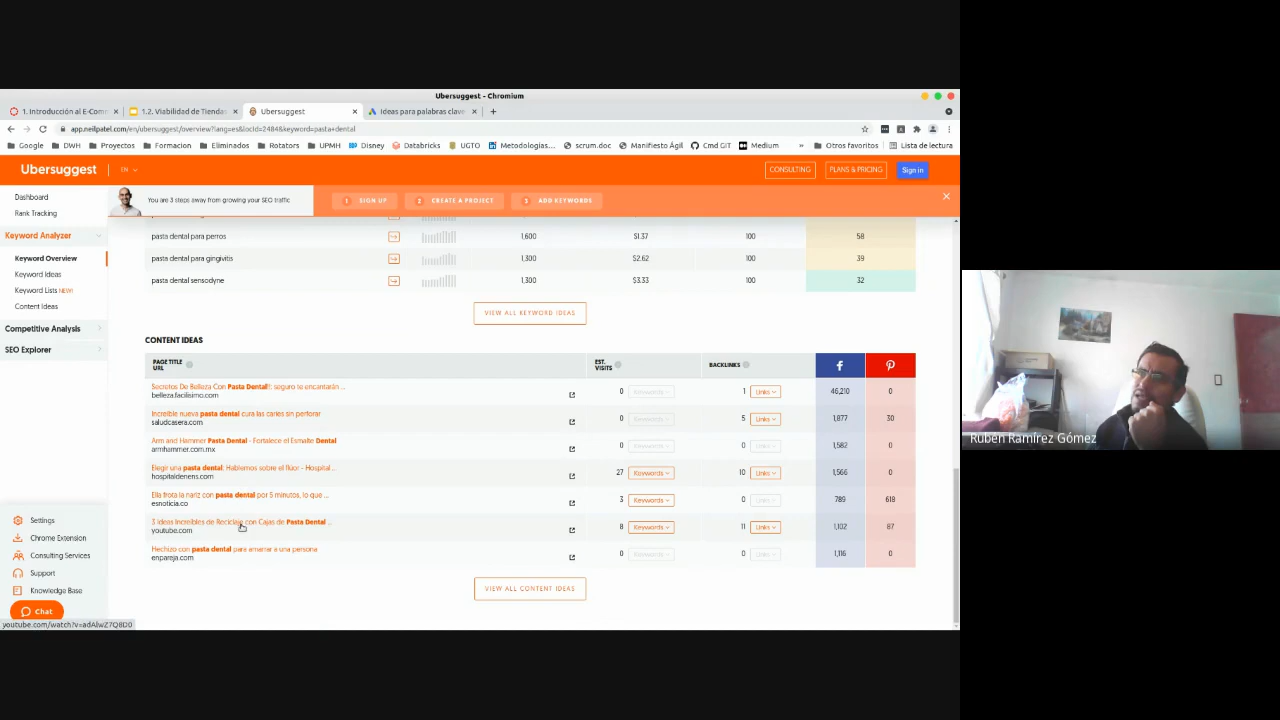 Ubersuggest - Chromium
1. Introducción al E-Com
1.2. Viabilidad de Tiendas
Ubersuggest
Ideas para palabras clave
app.neilpatel.com/en/ubersuggest/overview?lang=es&locId=2484&keyword=pasta+dental
Google DWH Proyectos Formacion Eliminados Rotators UPMH Disney Databricks UGTO Metodologías... scrum.doc Manifiesto Ágil Cmd GIT Medium » Otros favoritos Lista de lectura
Ubersuggest EN CONSULTING PLANS & PRICING Sign in
You are 3 steps away from growing your SEO traffic 1 SIGN UP 2 CREATE A PROJECT 3 ADD KEYWORDS
Dashboard
Rank Tracking
Keyword Analyzer
Keyword Overview
Keyword Ideas
Keyword Lists NEW!
Content Ideas
Competitive Analysis
SEO Explorer
Settings
Chrome Extension
Consulting Services
Support
Knowledge Base
Chat
pasta dental para perros 1,600 $1.37 100 58
pasta dental para gingivitis 1,300 $2.62 100 39
pasta dental sensodyne 1,300 $3.33 100 32
VIEW ALL KEYWORD IDEAS
CONTENT IDEAS
PAGE TITLE
URL
EST.
VISITS
BACKLINKS
Secretos De Belleza Con Pasta Dental!: seguro te encantarán ...
belleza.facilisimo.com
0 Keywords 1 Links 46,210 0
Increíble nueva pasta dental cura las caries sin perforar
saludcasera.com
0 Keywords 5 Links 1,877 30
Arm and Hammer Pasta Dental - Fortalece el Esmalte Dental
armhammer.com.mx
0 Keywords 0 Links 1,582 0
Elegir una pasta dental: Hablemos sobre el flúor - Hospital ...
hospitaldenens.com
27 Keywords 10 Links 1,566 0
Ella frota la nariz con pasta dental por 5 minutos, lo que ...
esnoticia.co
3 Keywords 0 Links 789 618
3 Ideas Increíbles de Reciclaje con Cajas de Pasta Dental ...
youtube.com
8 Keywords 11 Links 1,102 87
Hechizo con pasta dental para amarrar a una persona
enpareja.com
0 Keywords 0 Links 1,116 0
VIEW ALL CONTENT IDEAS
Rubén Ramírez Gómez